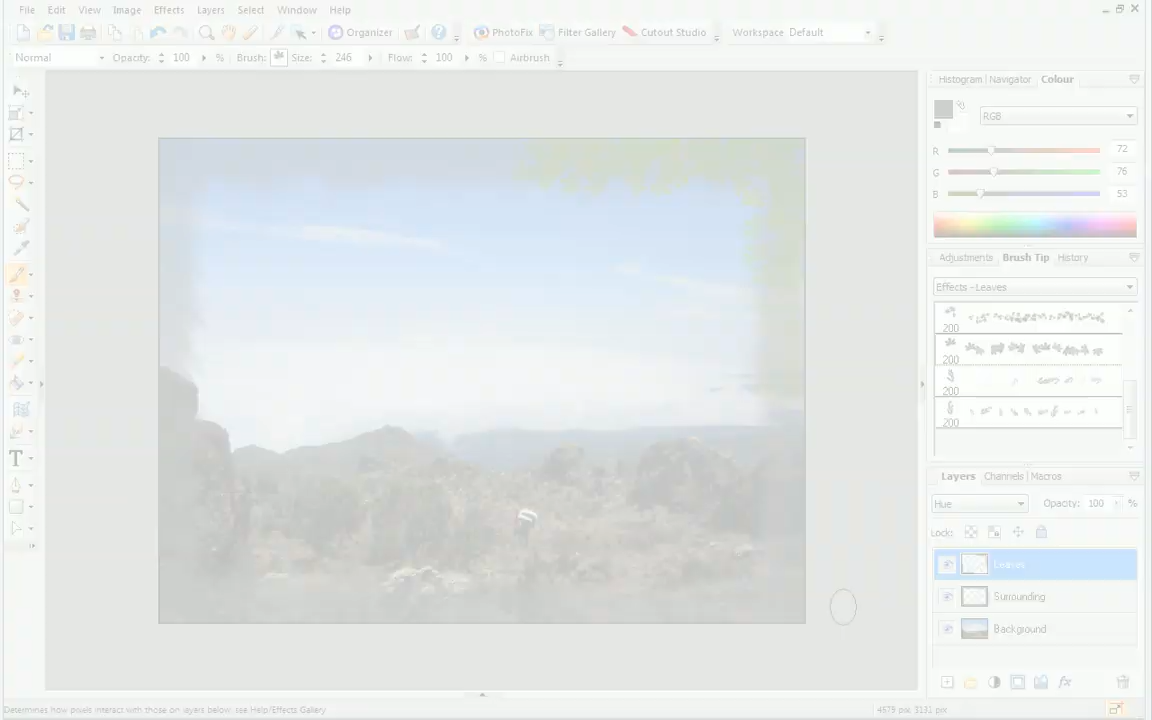 File Edit View Image Effects Layers Select Window Help
Organizer PhotoFix Filter Gallery Cutout Studio Workspace Default
Normal Opacity: 100 % Brush: Size: 246 Flow: 100 % Airbrush
Histogram Navigator Colour
RGB
R 72
G 76
B 53
Adjustments Brush Tip History
Effects - Leaves
200
200
200
200
T
Layers Channels Macros
Hue Opacity: 100 %
Lock:
Leaves
Surrounding
Background
fx
Determines how pixels interact with those on layers below; see Help/Effects Gallery
4679 pix, 3131 pix